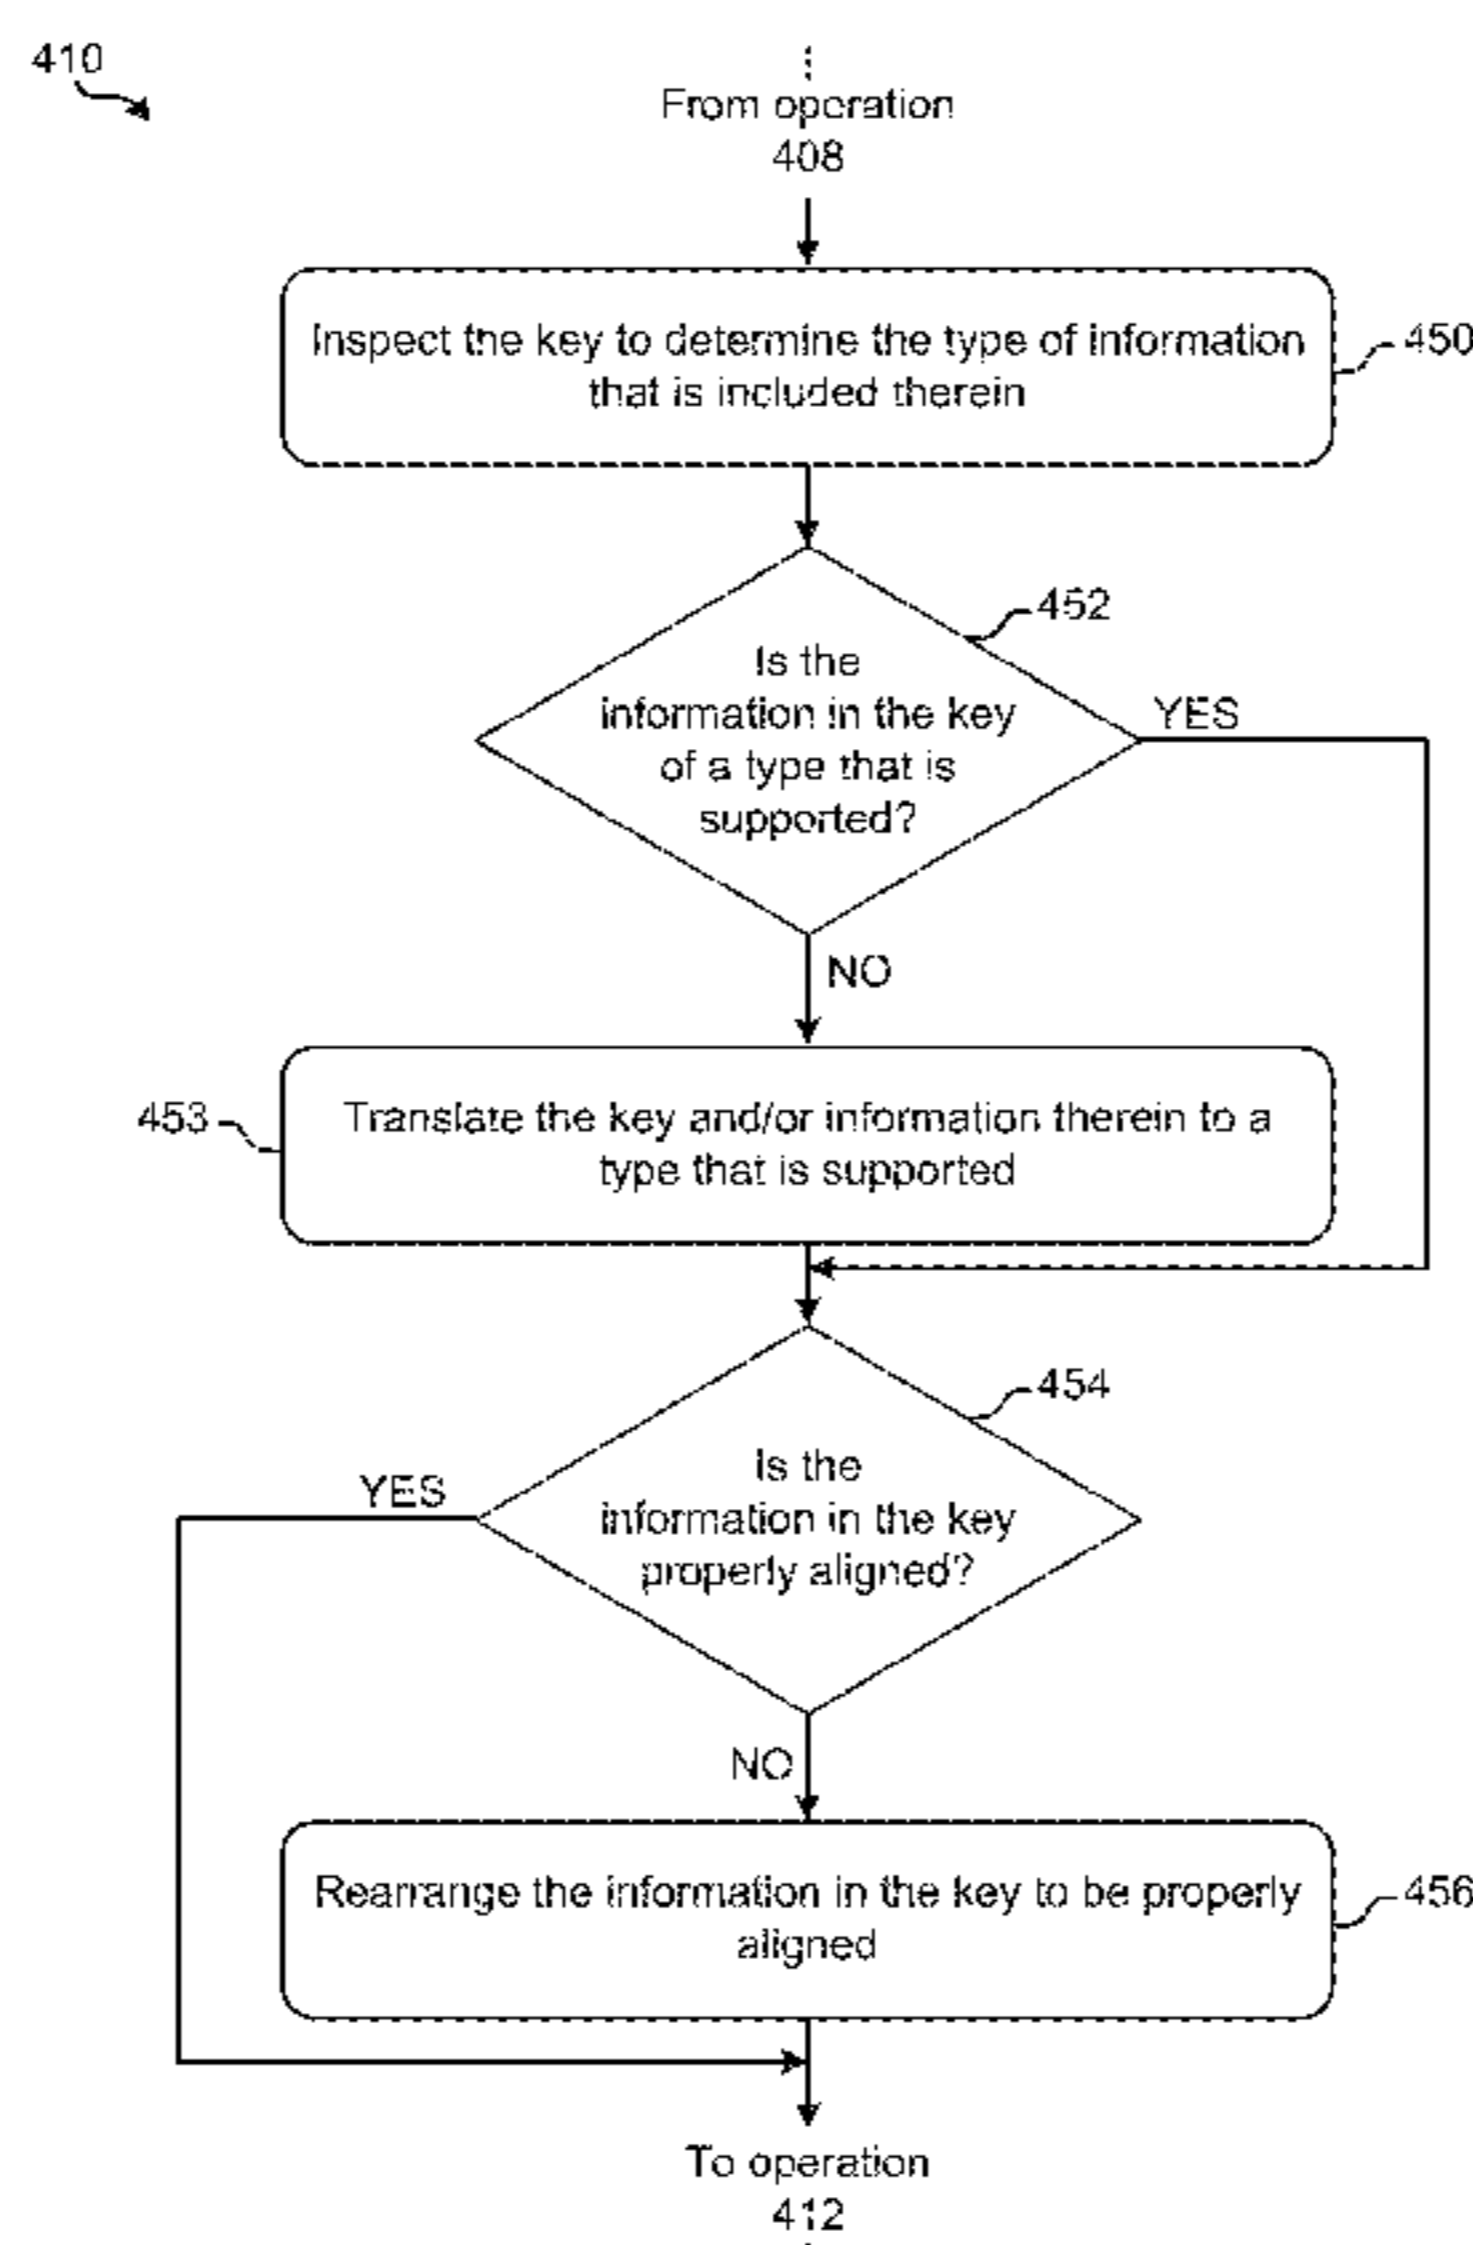 410
From operation
408
Inspect the key to determine the type of information
that is included therein
450
452
Is the
information in the key
of a type that is
supported?
YES
NO
453
Translate the key and/or information therein to a
type that is supported
454
Is the
information in the key
properly aligned?
YES
NO
Rearrange the information in the key to be properly
aligned
456
To operation
412